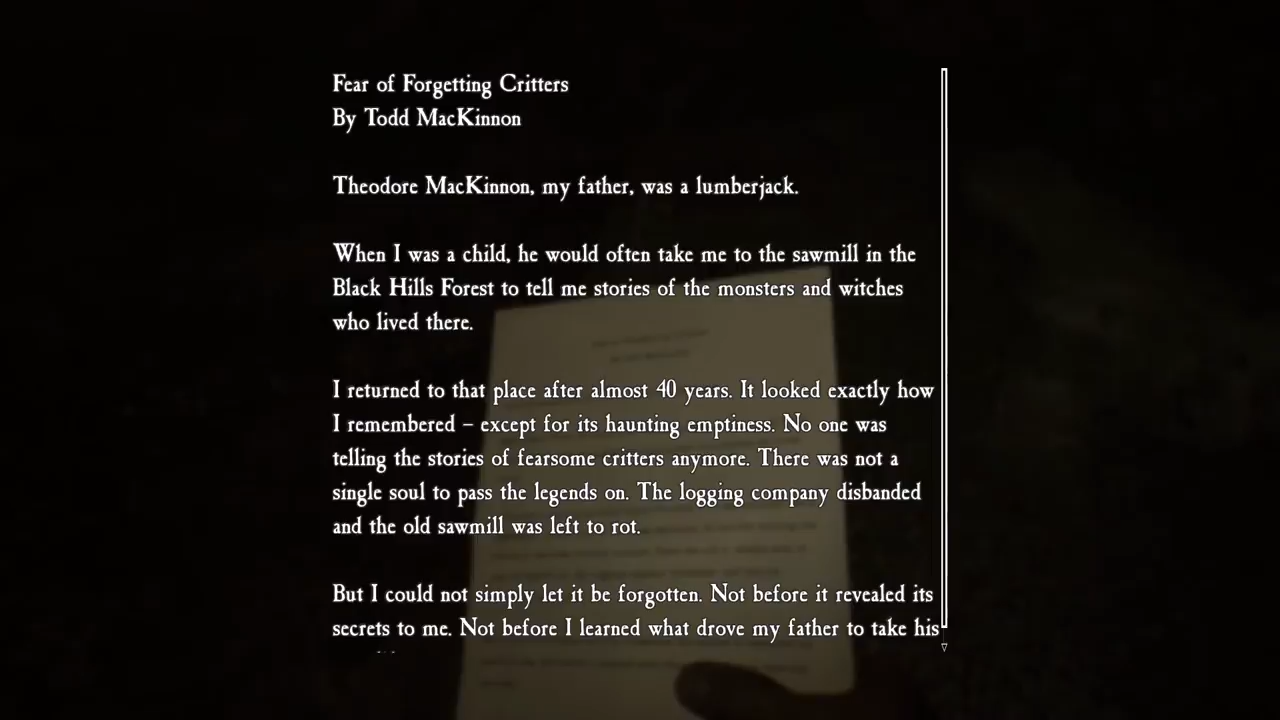 Fear of Forgetting Critters
By Todd MacKinnon
Theodore MacKinnon, my father, was a lumberjack.
When I was a child, he would often take me to the sawmill in the
Black Hills Forest to tell me stories of the monsters and witches
who lived there.
I returned to that place after almost 40 years. It looked exactly how
I remembered – except for its haunting emptiness. No one was
telling the stories of fearsome critters anymore. There was not a
single soul to pass the legends on. The logging company disbanded
and the old sawmill was left to rot.
But I could not simply let it be forgotten. Not before it revealed its
secrets to me. Not before I learned what drove my father to take his